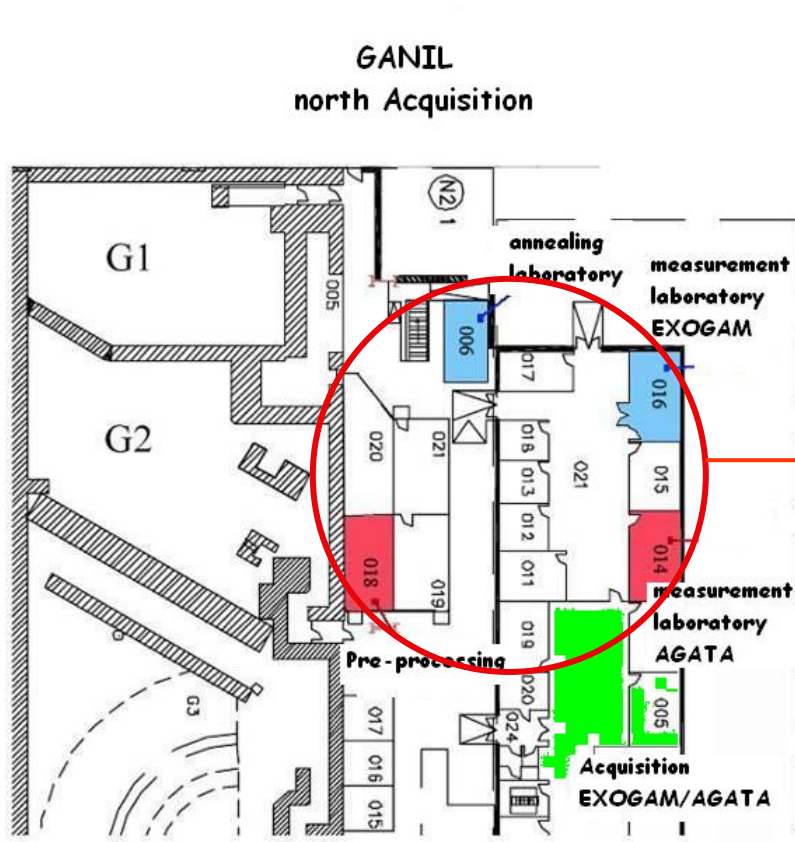 GANIL
north Acquisition
N2 1
annealing
laboratory
measurement
laboratory
EXOGAM
G1
005
006
017
016
G2
020
021
018
013
012
011
021
015
014
018
019
measurement
laboratory
AGATA
Pre-processing
019
020
005
G3
017
024
016
015
Acquisition
EXOGAM/AGATA